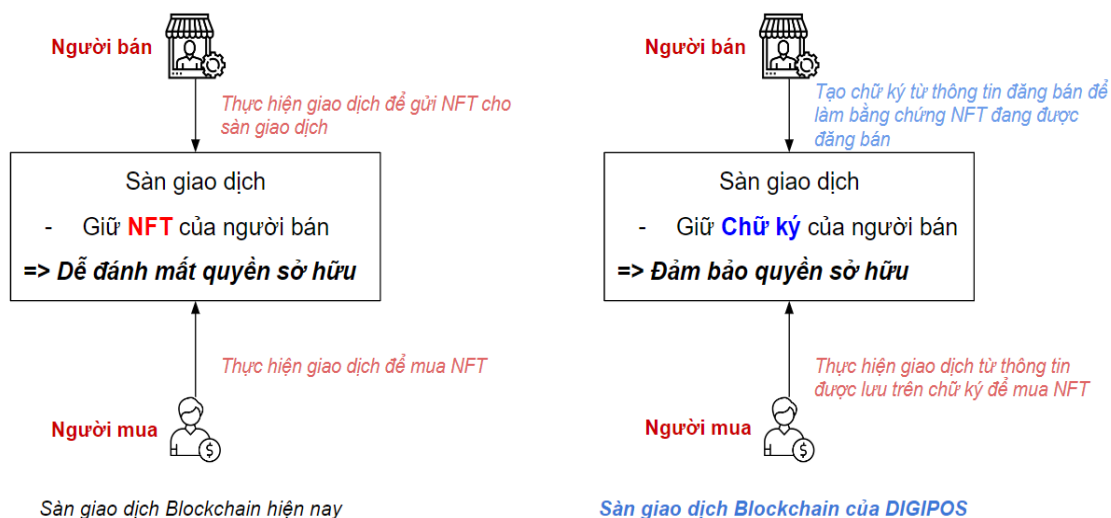 Người bán
Thực hiện giao dịch để gửi NFT cho
sàn giao dịch
Sàn giao dịch
- Giữ NFT của người bán
=> Dễ đánh mất quyền sở hữu
Thực hiện giao dịch để mua NFT
Người mua
$
Sàn giao dịch Blockchain hiện nay
Người bán
Tạo chữ ký từ thông tin đăng bán để
làm bằng chứng NFT đang được
đăng bán
Sàn giao dịch
- Giữ Chữ ký của người bán
=> Đảm bảo quyền sở hữu
Thực hiện giao dịch từ thông tin
được lưu trên chữ ký để mua NFT
Người mua
$
Sàn giao dịch Blockchain của DIGIPOS